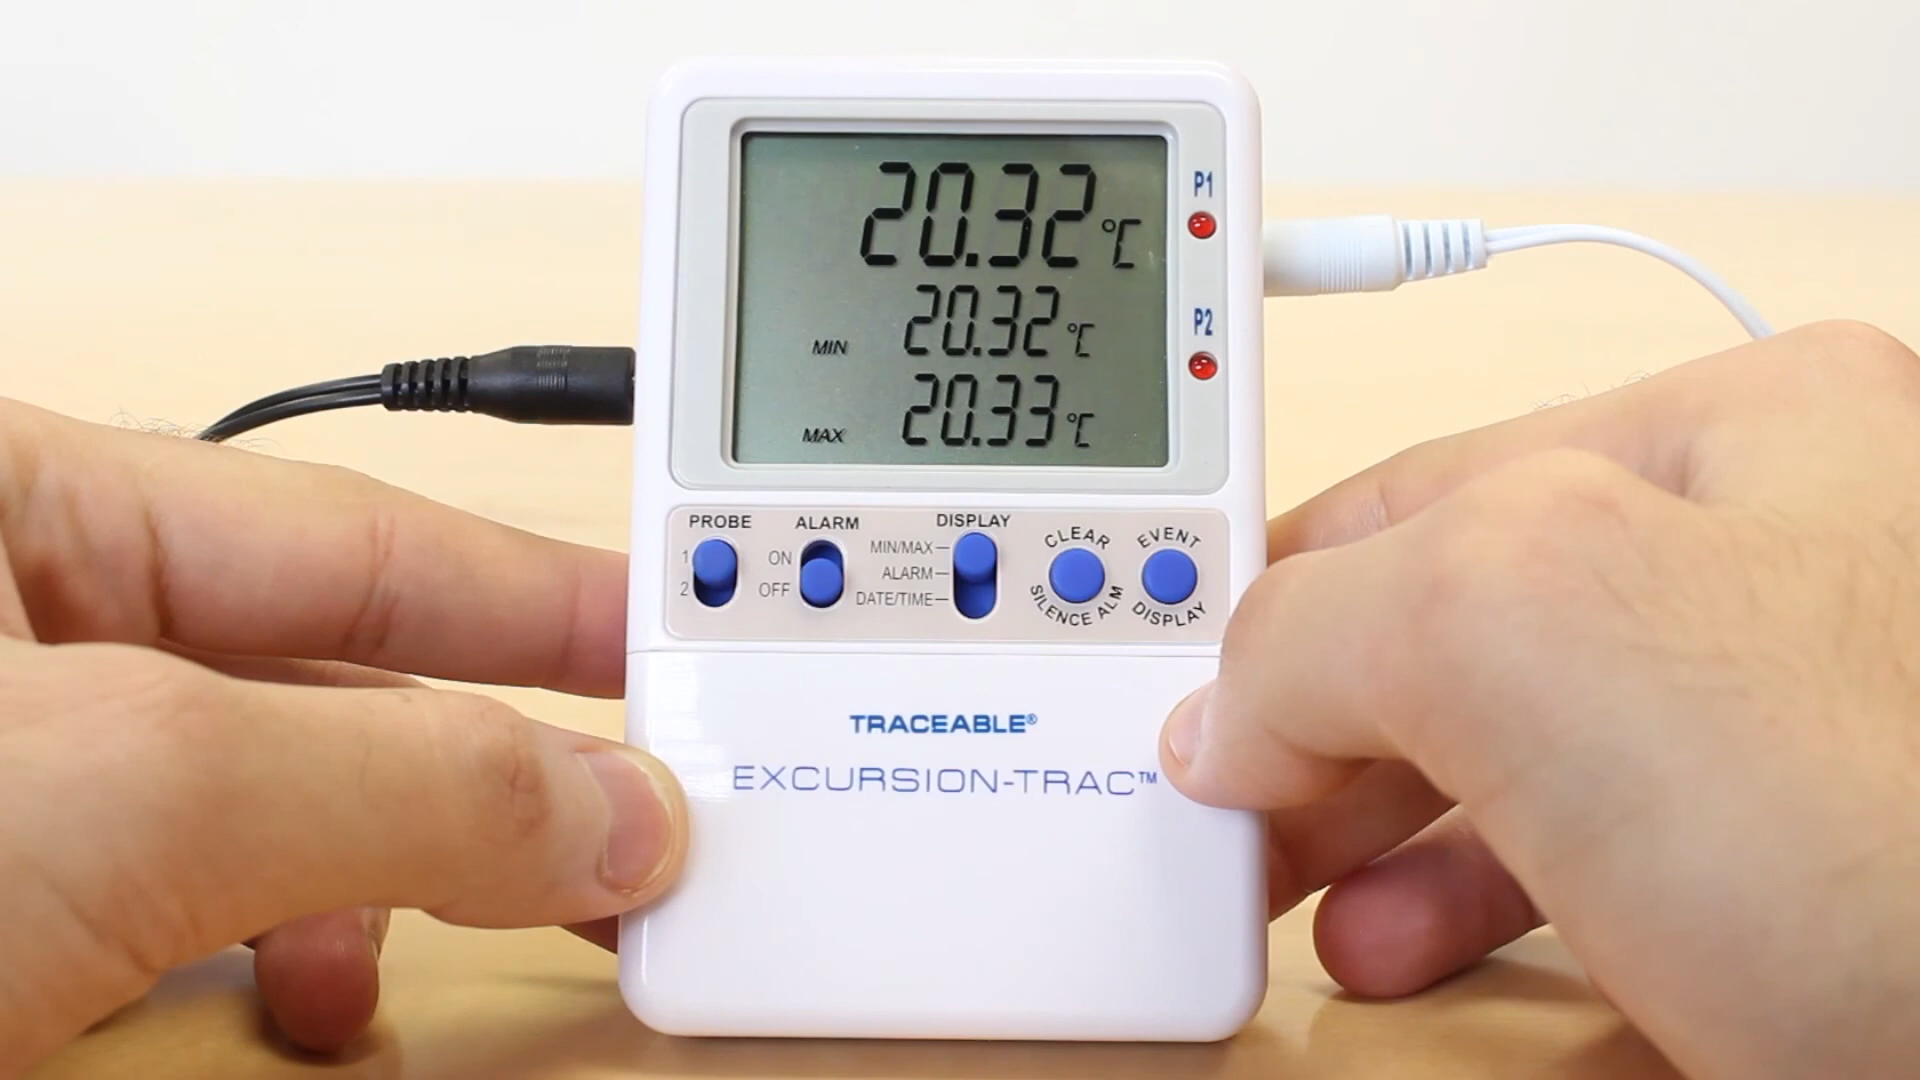 20.32 °C
MIN 20.32 °C
MAX 20.33 °C
P1
P2
PROBE
1
2
ALARM
ON
OFF
DISPLAY
MIN/MAX
ALARM
DATE/TIME
CLEAR
SILENCE ALM
EVENT
DISPLAY
TRACEABLE®
EXCURSION-TRAC™